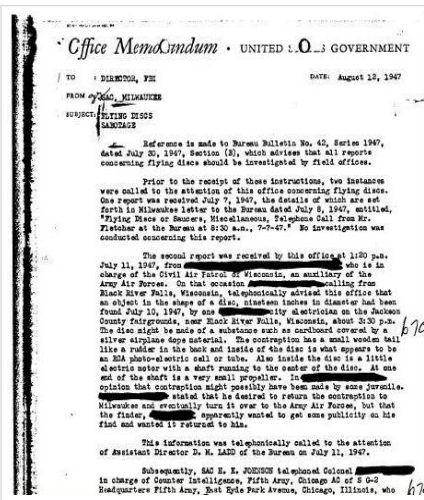 Office Memorandum • UNITED GOVERNMENT
TO : DIRECTOR, FBI DATE: August 12, 1947
FROM SAC, MILWAUKEE
SUBJECT: FLYING DISCS
SABOTAGE
Reference is made to Bureau Bulletin No. 42, Series 1947,
dated July 30, 1947, Section (B), which advises that all reports
concerning flying discs should be investigated by field offices.
Prior to the receipt of these instructions, two instances
were called to the attention of this office concerning flying discs.
One report was received July 7, 1947, the details of which are set
forth in Milwaukee letter to the Bureau dated July 8, 1947, entitled,
"Flying Discs or Saucers, Miscellaneous, Telephone Call from Mr.
Fletcher at the Bureau at 8:30 a.m., 7-7-47." No investigation was
conducted concerning this report.
The second report was received by this office at 1:20 p.m.
July 11, 1947, from who is in
charge of the Civil Air Patrol of Wisconsin, an auxiliary of the
Army Air Forces. On that occasion calling from
Black River Falls, Wisconsin, telephonically advised this office that
an object in the shape of a disc, nineteen inches in diameter had been
found July 10, 1947, by one city electrician on the Jackson
County fairgrounds, near Black River Falls, Wisconsin, about 3:30 p.m.
The disc might be made of a substance such as cardboard covered by a
silver airplane dope material. The contraption has a small wooden tail
like a rudder in the back and inside of the disc is what appears to be
an RCA photo-electric cell or tube. Also inside the disc is a little
electric motor with a shaft running to the center of the disc. At one
end of the shaft is a very small propeller. In
opinion that contraption might possibly have been made by some juvenile.
stated that he desired to return the contraption to
Milwaukee and eventually turn it over to the Army Air Forces, but that
the finder, apparently wanted to get some publicity on his
find and wanted it returned to him.
This information was telephonically called to the attention
of Assistant Director D. M. LADD of the Bureau on July 11, 1947.
Subsequently, SAC H. K. JOHNSON telephoned Colonel
in charge of Counter Intelligence, Fifth Army, Chicago AC of S G-2
Headquarters Fifth Army, East Hyde Park Avenue, Chicago, Illinois, who